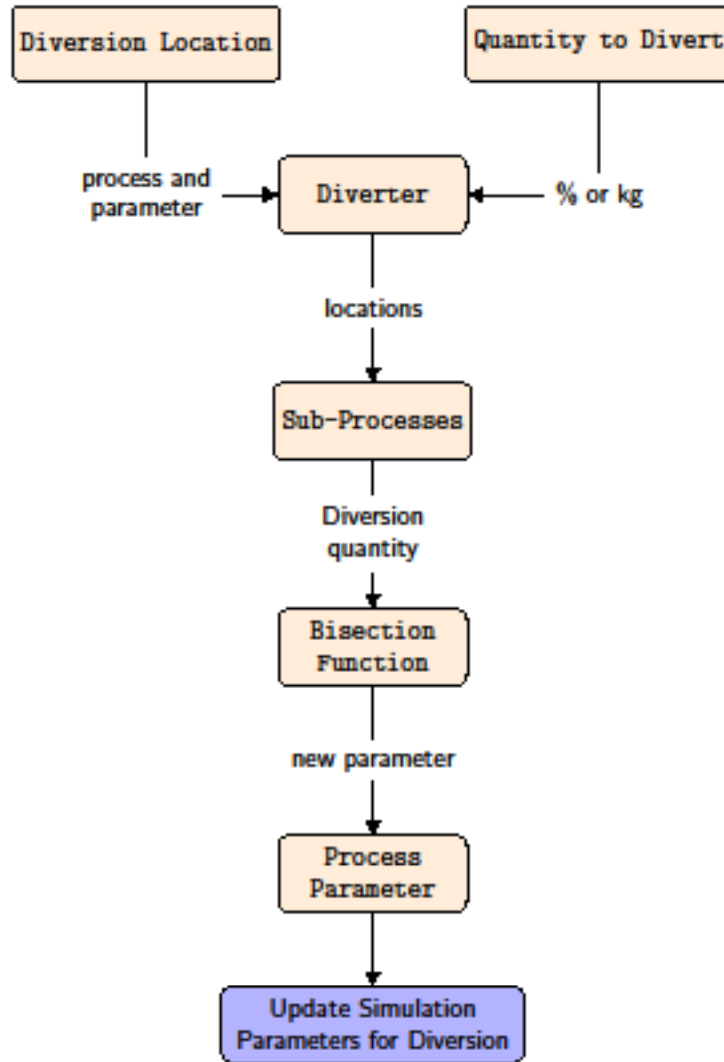 Diversion Location
Quantity to Divert
process and
parameter
Diverter
% or kg
locations
Sub-Processes
Diversion
quantity
Bisection
Function
new parameter
Process
Parameter
Update Simulation
Parameters for Diversion